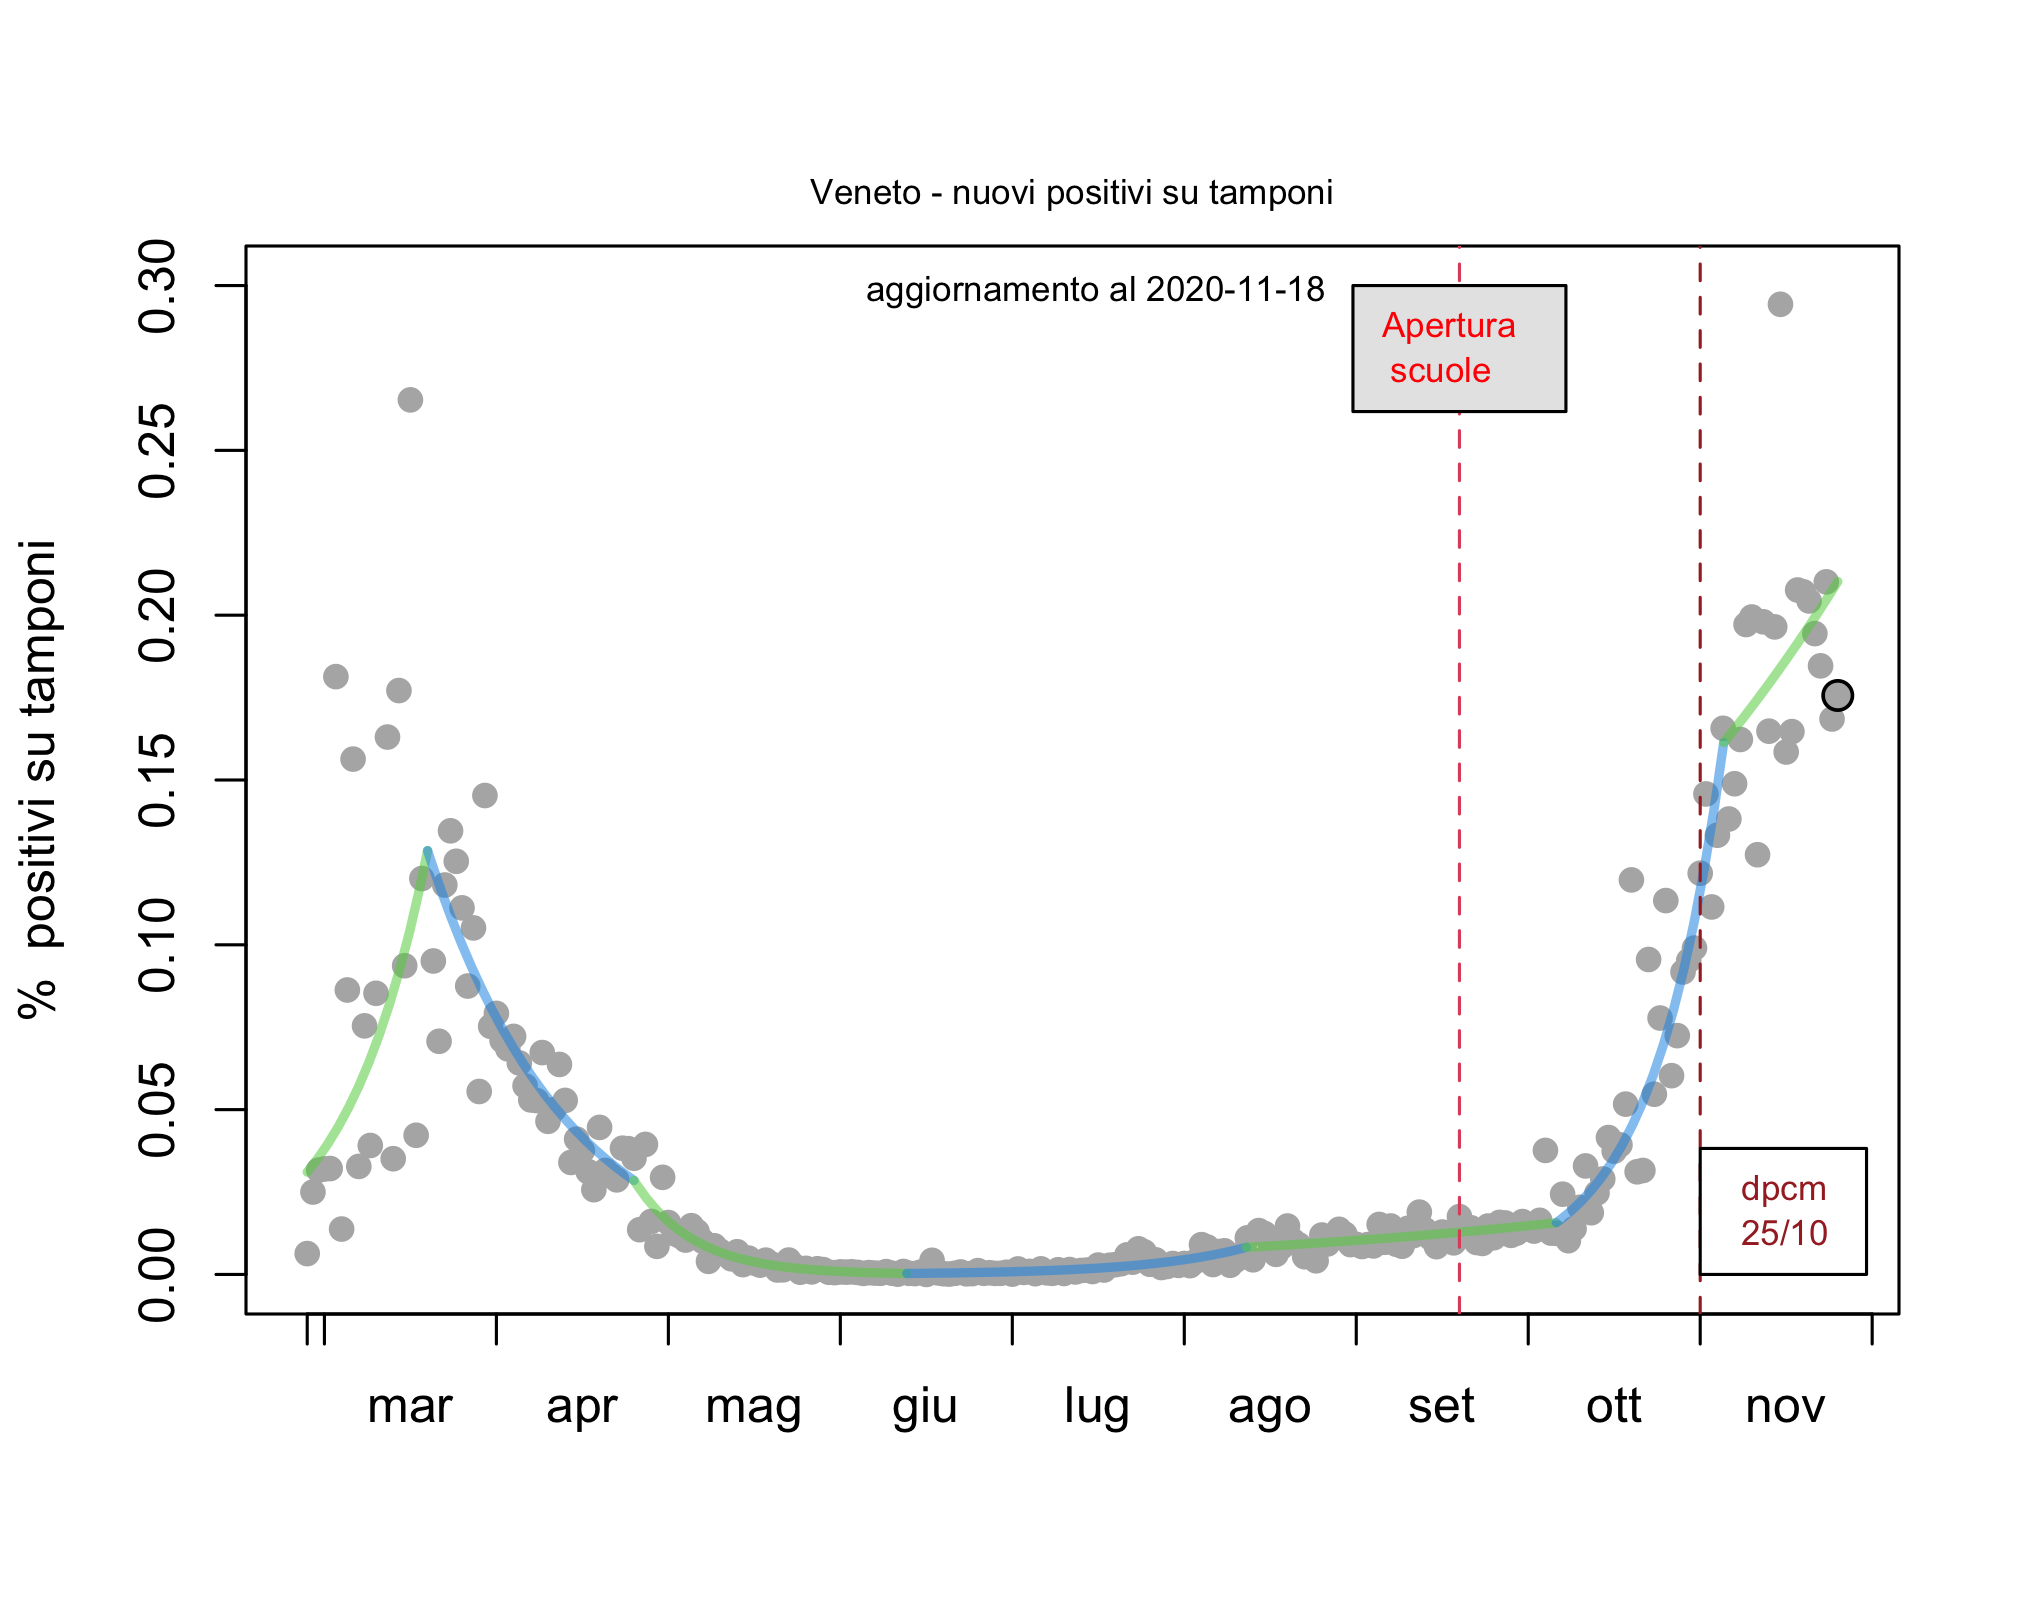 Veneto - nuovi positivi su tamponi
aggiornamento al 2020-11-18
Apertura
scuole
% positivi su tamponi
0.30
0.25
0.20
0.15
0.10
0.05
0.00
dpcm
25/10
mar apr mag giu lug ago set ott nov